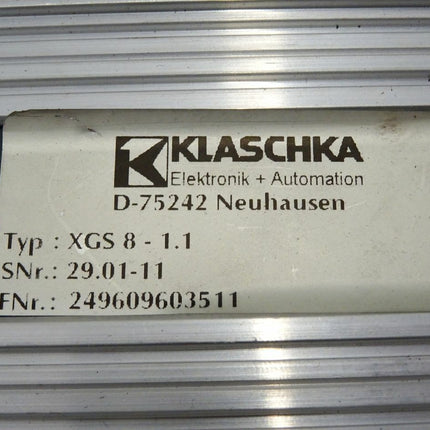 KLASCHKA
Elektronik + Automation
D-75242 Neuhausen
Typ : XGS 8 - 1.1
SNr.: 29.01-11
FNr.: 249609603511